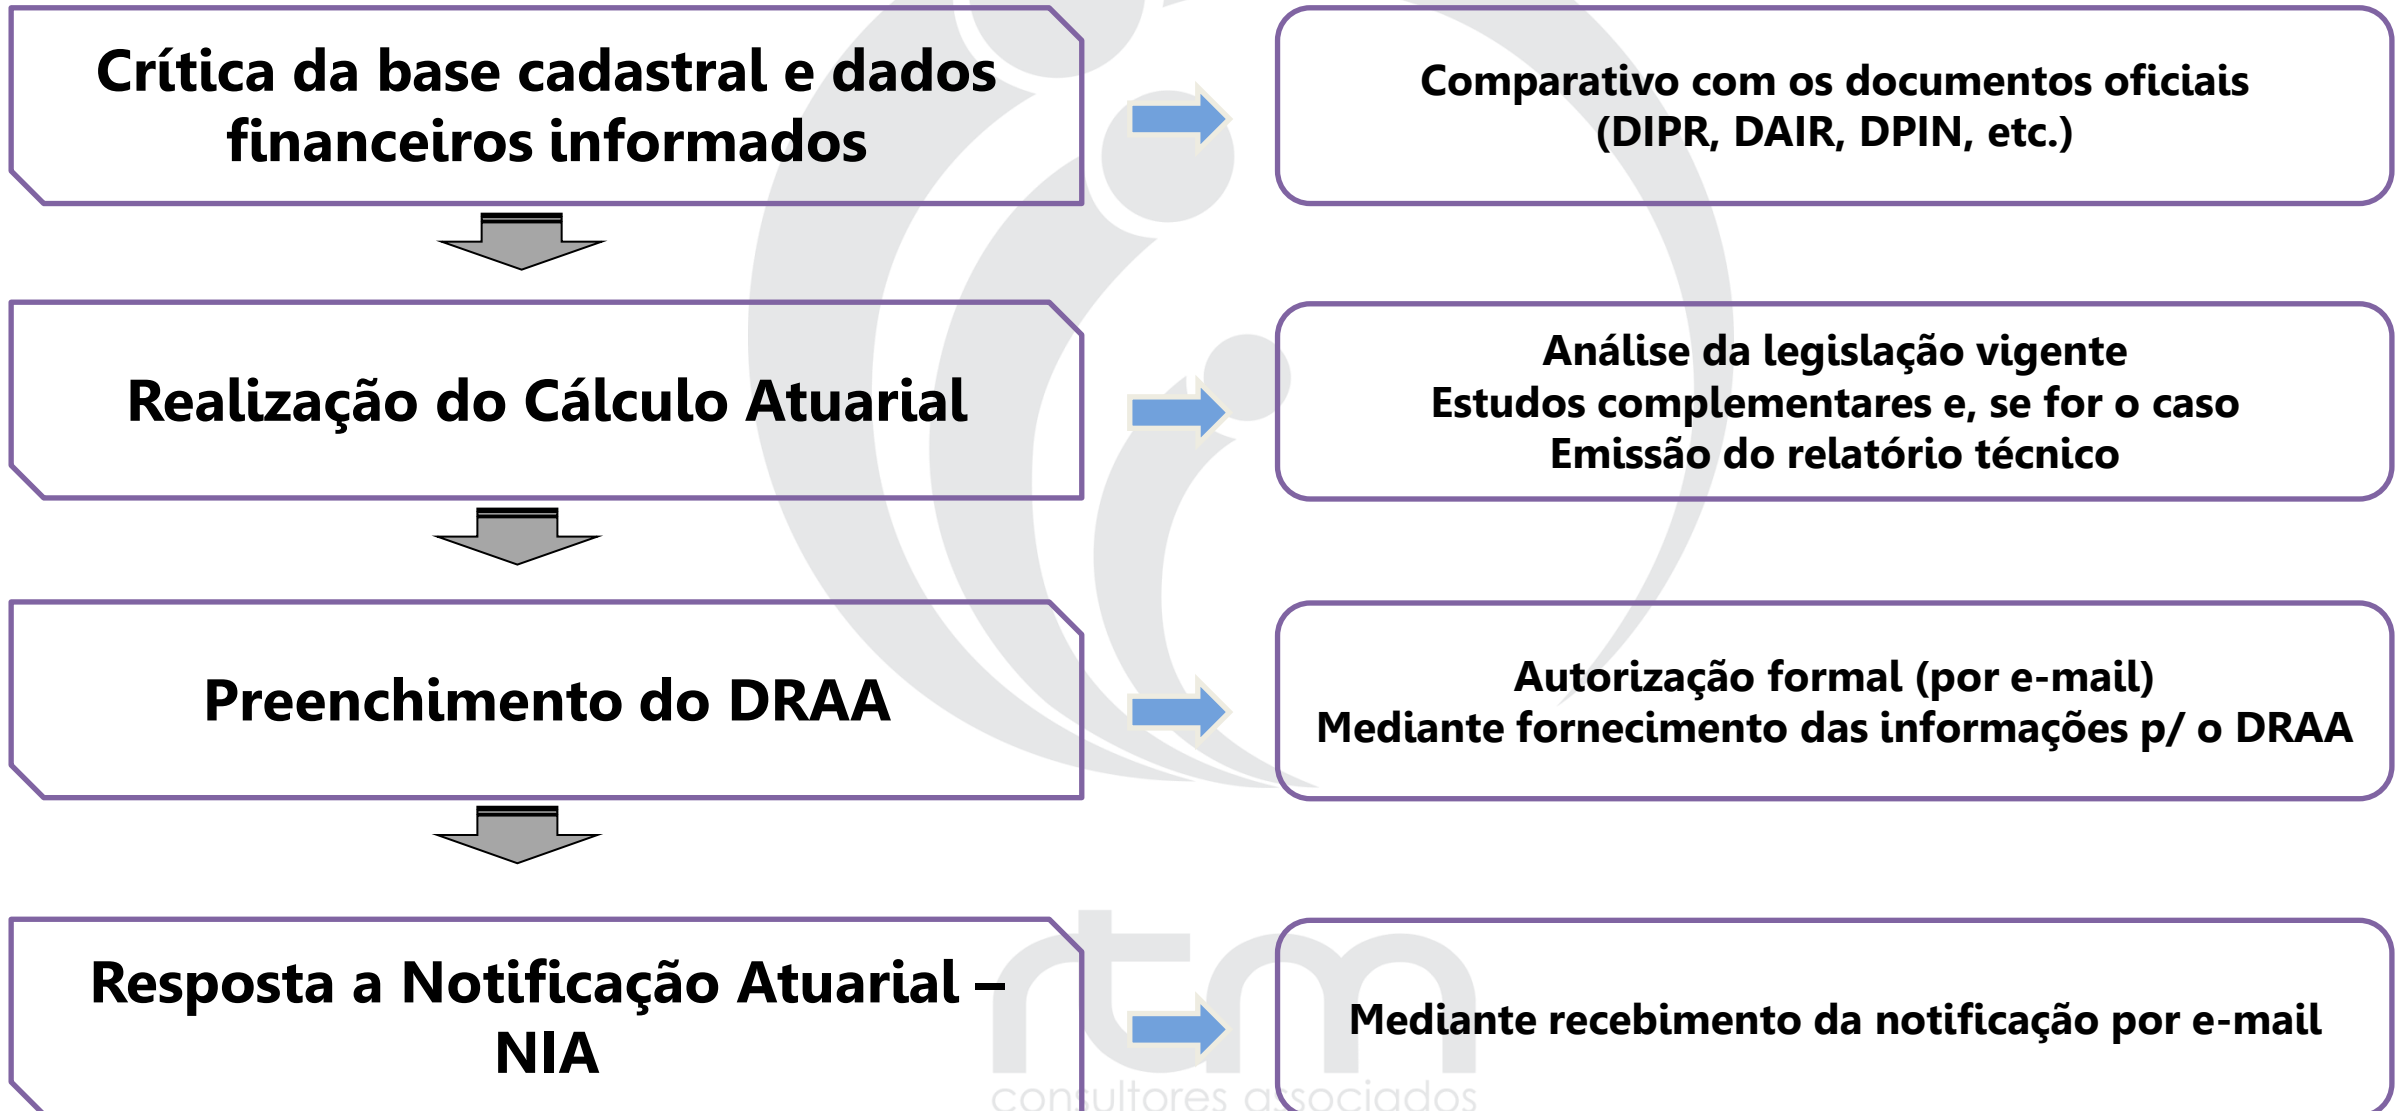 Crítica da base cadastral e dados
financeiros informados
Comparativo com os documentos oficiais
(DIPR, DAIR, DPIN, etc.)
Realização do Cálculo Atuarial
Análise da legislação vigente
Estudos complementares e, se for o caso
Emissão do relatório técnico
Preenchimento do DRAA
Autorização formal (por e-mail)
Mediante fornecimento das informações p/ o DRAA
Resposta a Notificação Atuarial –
NIA
Mediante recebimento da notificação por e-mail
rtm
consultores associados